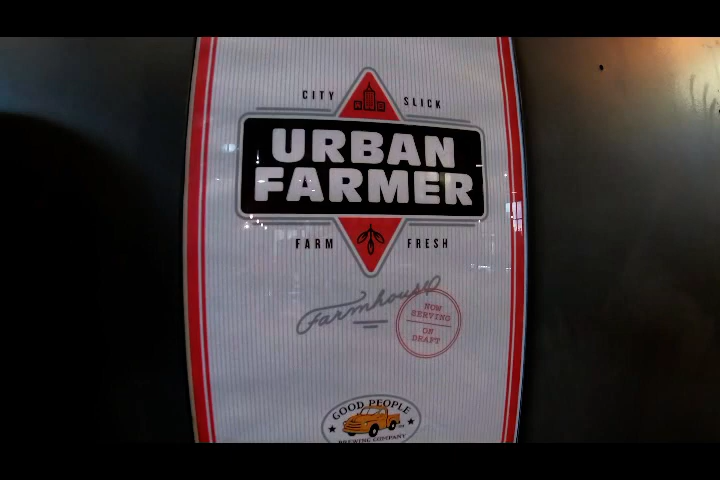 CITY SLICK
URBAN
FARMER
FARM FRESH
Farmhouse
NOW
SERVING
ON
DRAFT
GOOD PEOPLE
BREWING COMPANY